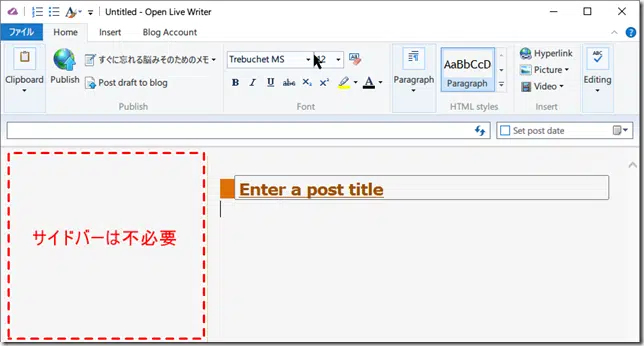 Untitled - Open Live Writer
ファイル Home Insert Blog Account
Clipboard
Publish
すぐに忘れる脳みそのためのメモ
Post draft to blog
Publish
Trebuchet MS
B I U abc X₂ X² A
Font
Paragraph
AaBbCcD
Paragraph
HTML styles
Hyperlink
Picture
Video
Insert
ABC
Editing
Set post date
サイドバーは不必要
Enter a post title